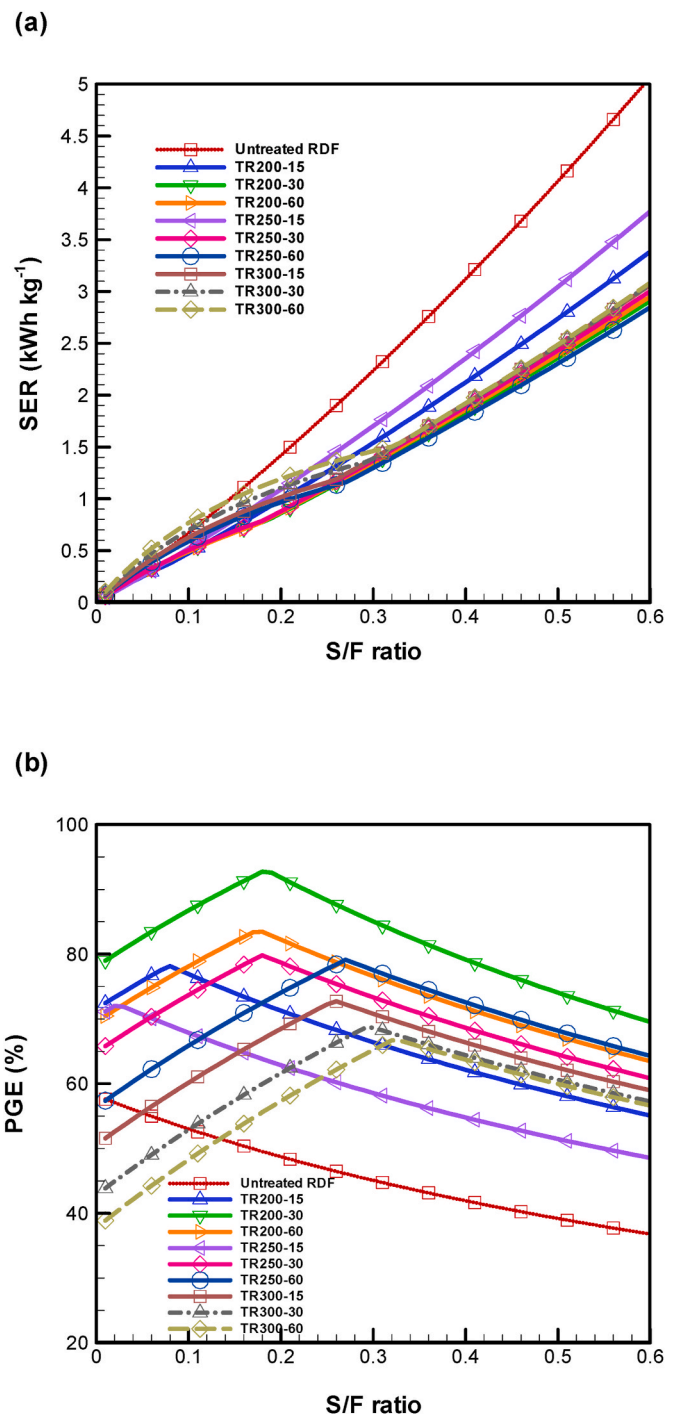 (a)
5
4.5
4
3.5
3
2.5
2
1.5
1
0.5
0
SER (kWh kg-1)
Untreated RDF
TR200-15
TR200-30
TR200-60
TR250-15
TR250-30
TR250-60
TR300-15
TR300-30
TR300-60
0 0.1 0.2 0.3 0.4 0.5 0.6
S/F ratio
(b)
100
80
60
40
20
PGE (%)
Untreated RDF
TR200-15
TR200-30
TR200-60
TR250-15
TR250-30
TR250-60
TR300-15
TR300-30
TR300-60
0 0.1 0.2 0.3 0.4 0.5 0.6
S/F ratio